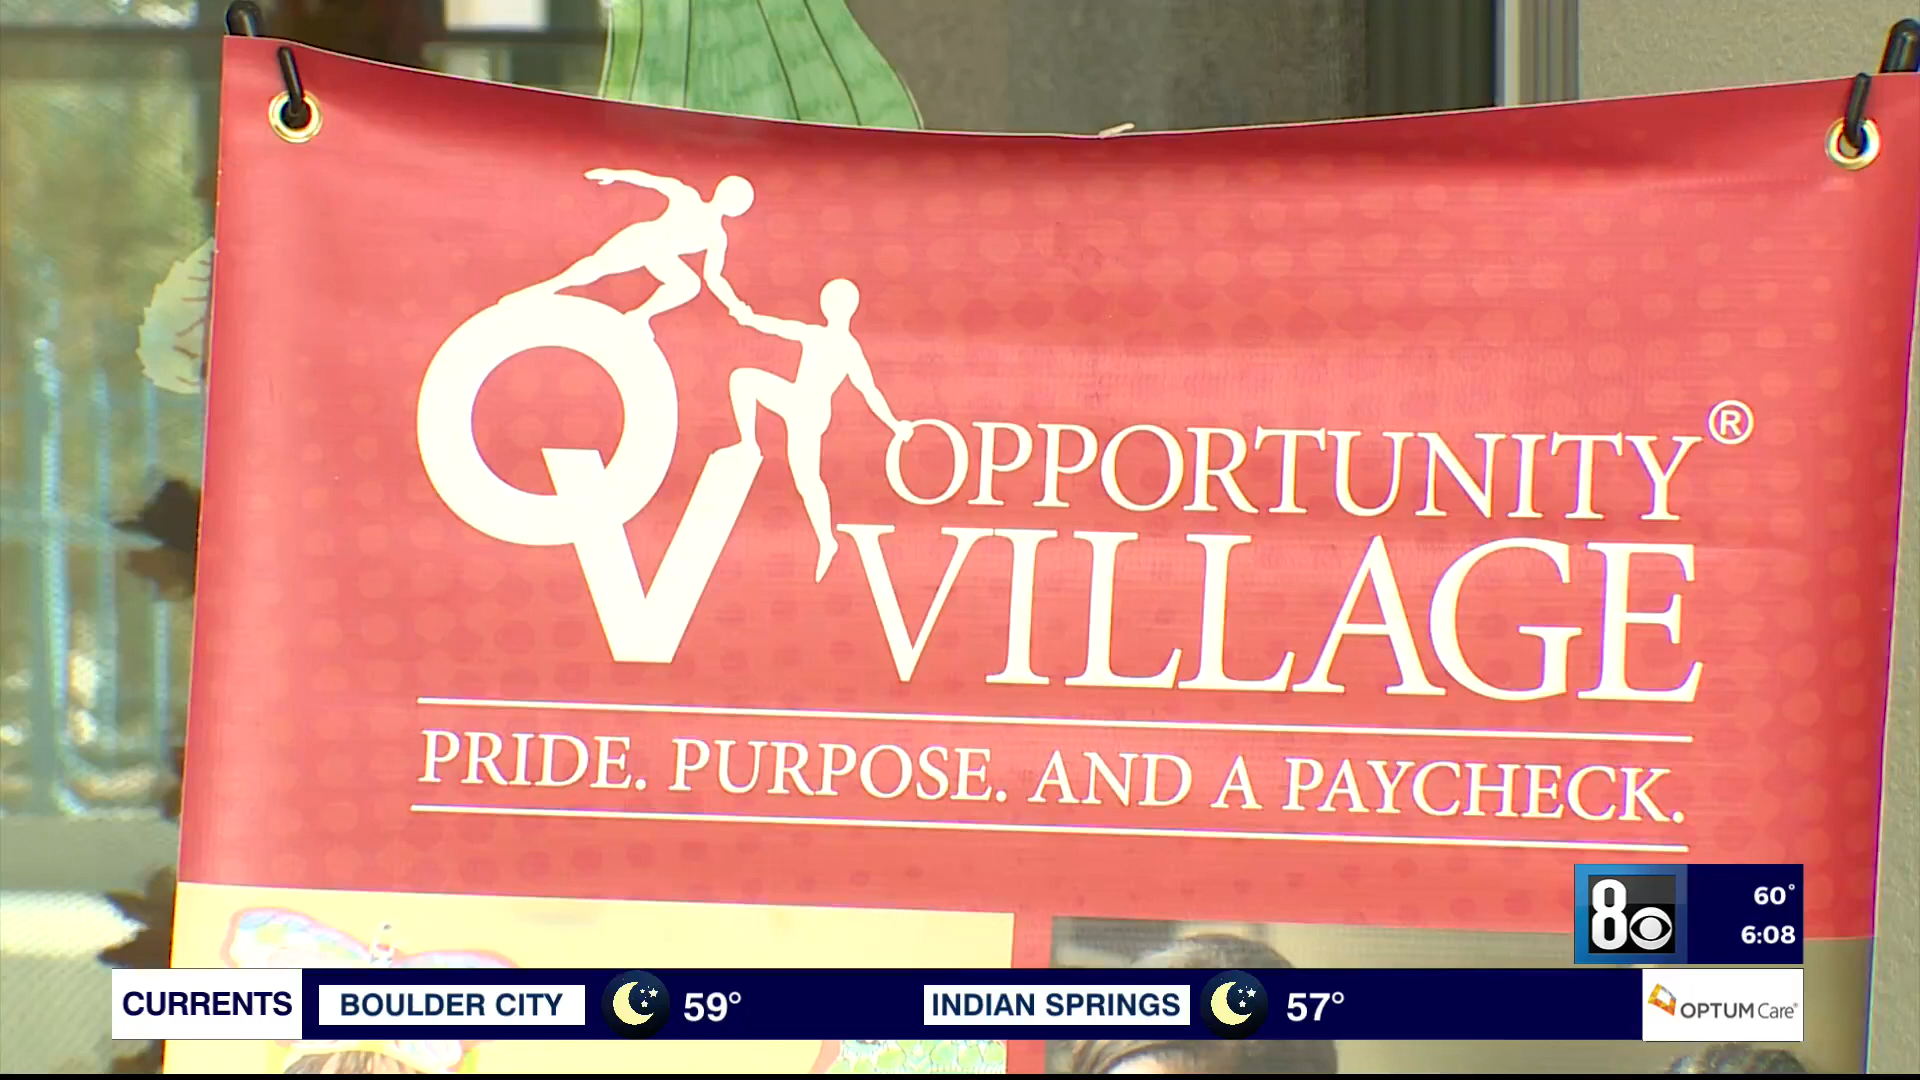 OV
OPPORTUNITY®
VILLAGE
PRIDE. PURPOSE. AND A PAYCHECK.
8
60°
6:08
CURRENTS
BOULDER CITY 59°
INDIAN SPRINGS 57°
OPTUM Care®